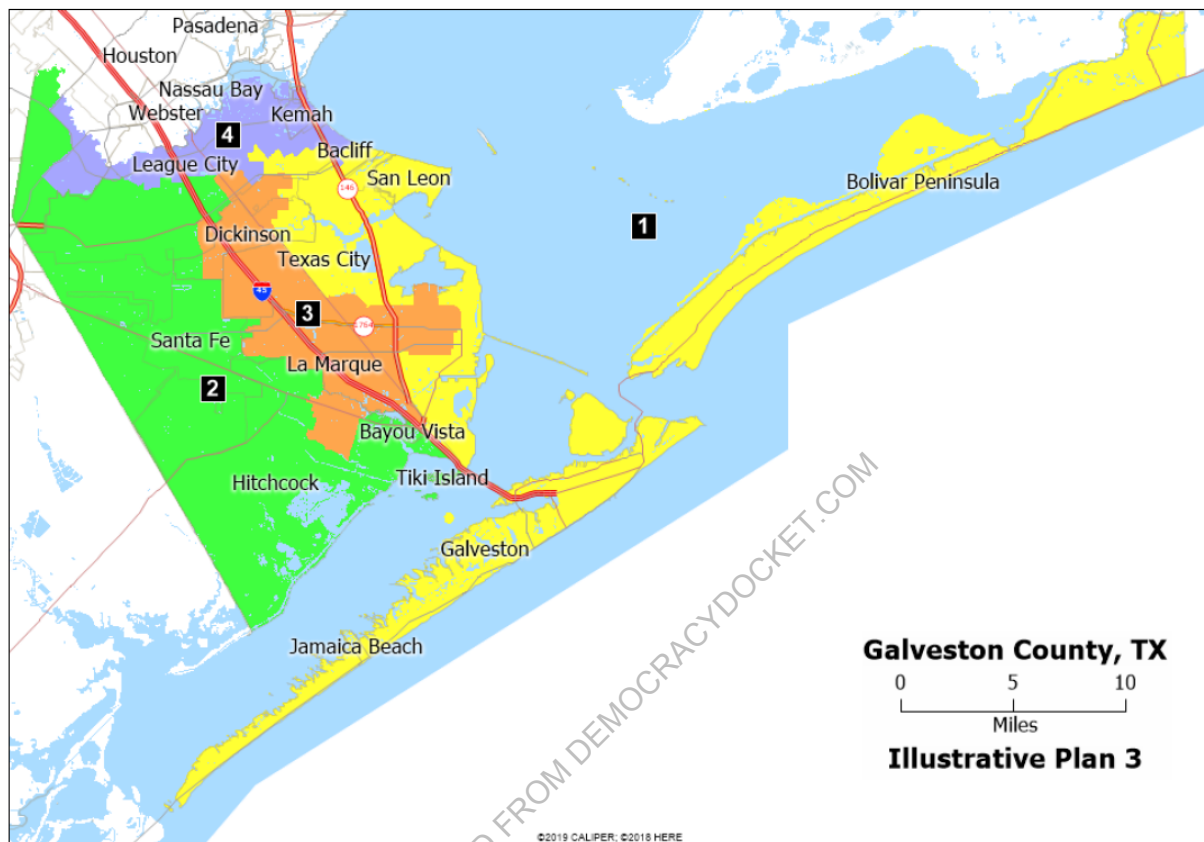 Pasadena
Houston
Nassau Bay
Webster
Kemah
4
League City
Bacliff
San Leon
146
Bolivar Peninsula
1
Dickinson
Texas City
45
3
1764
Santa Fe
La Marque
2
Bayou Vista
Tiki Island
Hitchcock
Galveston
Jamaica Beach
Galveston County, TX
0 5 10
Miles
Illustrative Plan 3
D FROM DEMOCRACYDOCKET.COM
©2019 CALIPER; ©2018 HERE